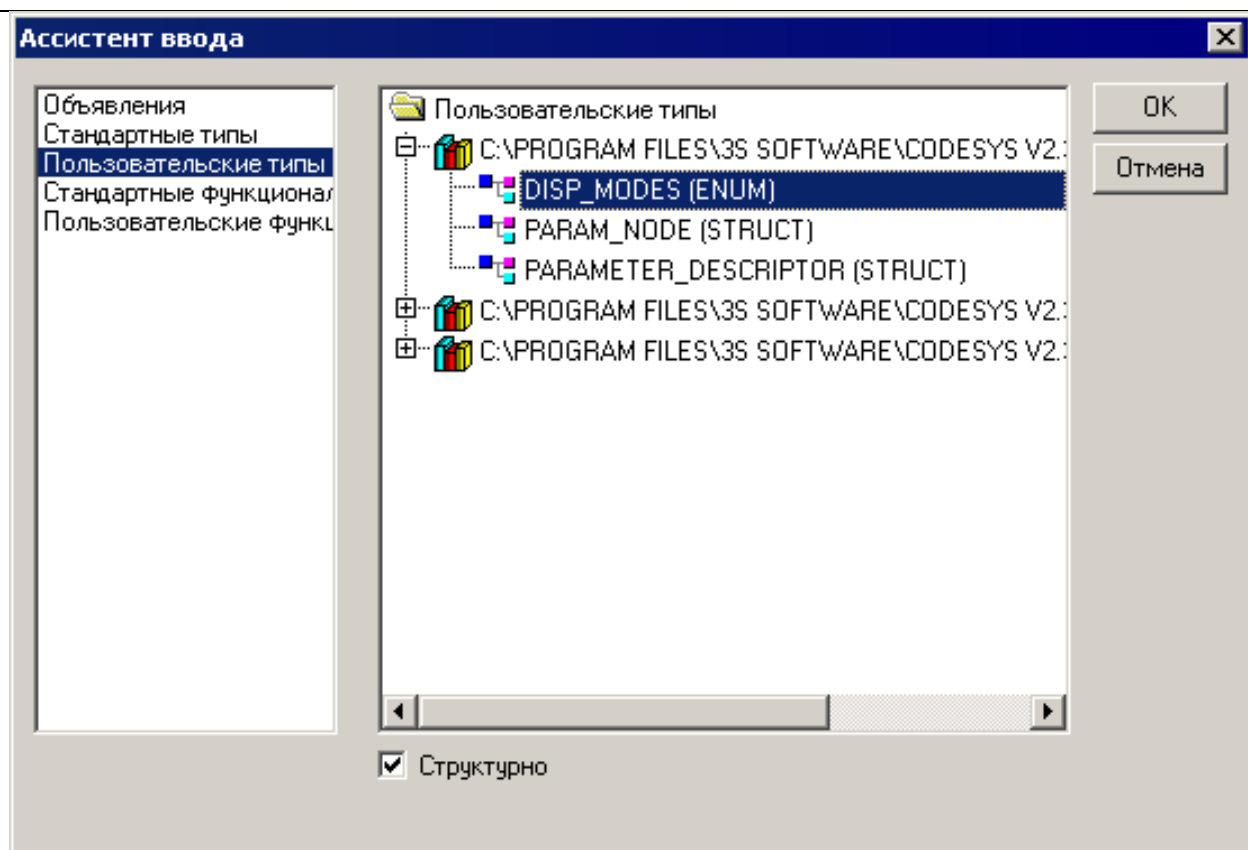 Ассистент ввода
Объявления
Стандартные типы
Пользовательские типы
Стандартные функционал
Пользовательские функц
Пользовательские типы
C:\PROGRAM FILES\3S SOFTWARE\CODESYS V2.
DISP_MODES (ENUM)
PARAM_NODE (STRUCT)
PARAMETER_DESCRIPTOR (STRUCT)
C:\PROGRAM FILES\3S SOFTWARE\CODESYS V2.
C:\PROGRAM FILES\3S SOFTWARE\CODESYS V2.
OK
Отмена
Структурно